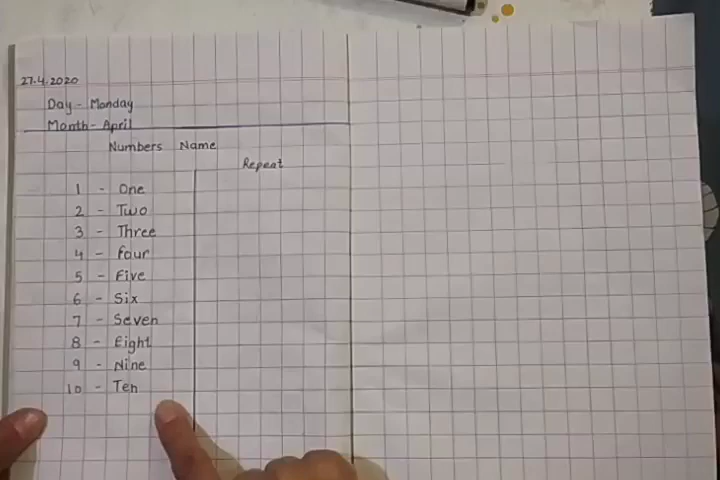 27.4.2020
Day - Monday
Month - April
Numbers Name
Repeat
1 - One
2 - Two
3 - Three
4 - four
5 - Five
6 - Six
7 - Seven
8 - Eight
9 - Nine
10 - Ten